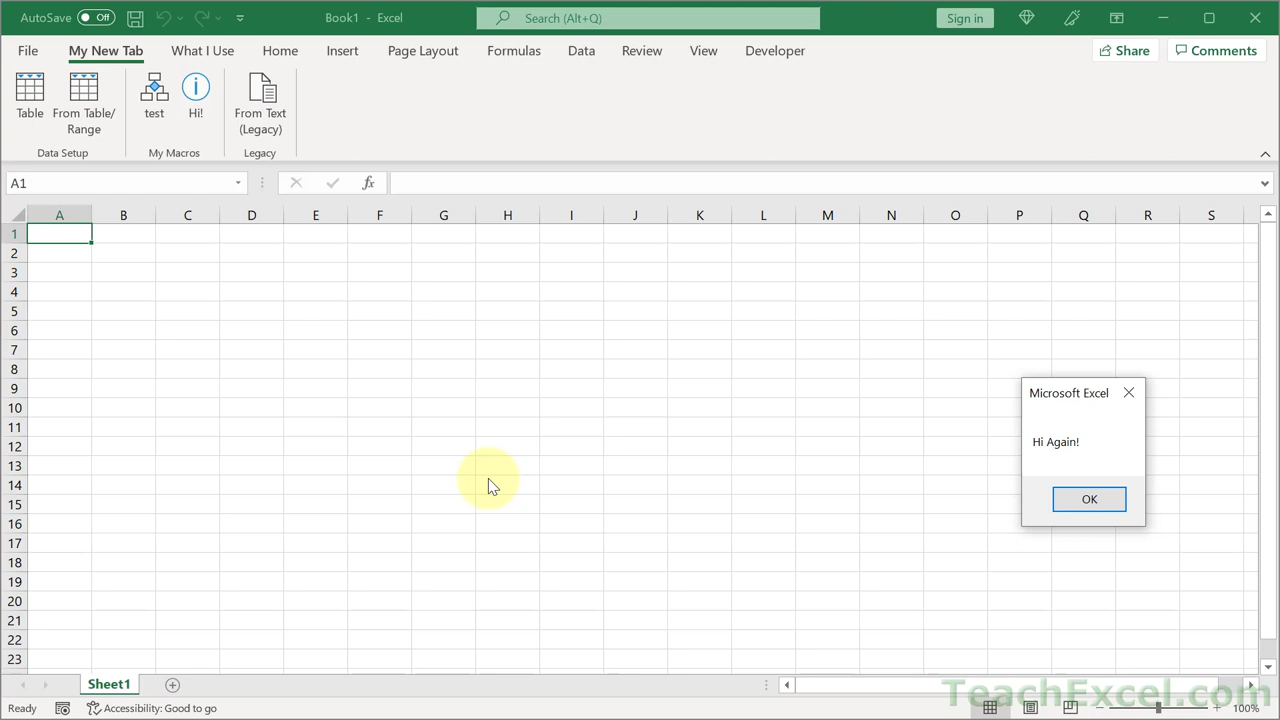 AutoSave Off Book1 - Excel Search (Alt+Q) Sign in
File My New Tab What I Use Home Insert Page Layout Formulas Data Review View Developer Share Comments
Table From Table/ test Hi! From Text
Range (Legacy)
Data Setup My Macros Legacy
A1 fx
A B C D E F G H I J K L M N O P Q R S
1
2
3
4
5
6
7
8
9
10
11
12
13
14
15
16
17
18
19
20
21
22
23
Microsoft Excel
Hi Again!
OK
Sheet1
TeachExcel.com
Ready Accessibility: Good to go 100%